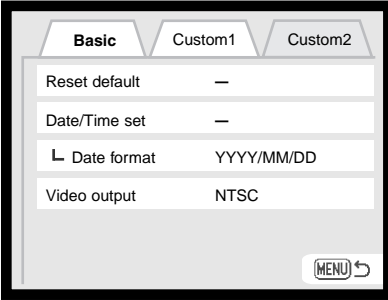 Basic Custom1 Custom2
Reset default –
Date/Time set –
Date format YYYY/MM/DD
Video output NTSC
MENU